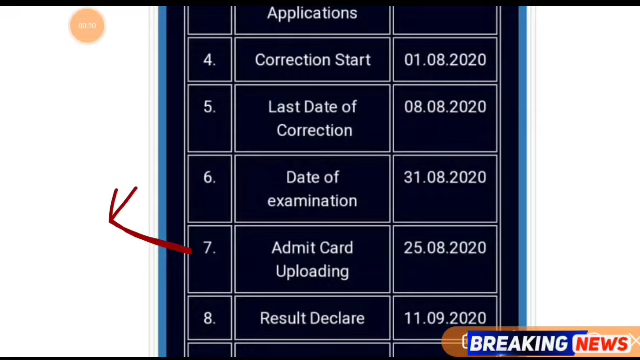 Applications
4. Correction Start 01.08.2020
5. Last Date of Correction 08.08.2020
6. Date of examination 31.08.2020
7. Admit Card Uploading 25.08.2020
8. Result Declare 11.09.2020
BREAKING NEWS